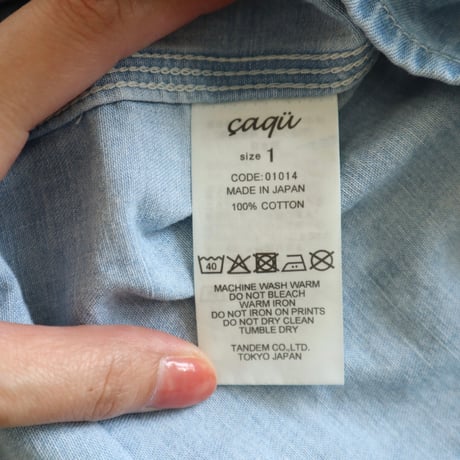 çaqü
size 1
CODE:01014
MADE IN JAPAN
100% COTTON
40
MACHINE WASH WARM
DO NOT BLEACH
WARM IRON
DO NOT IRON ON PRINTS
DO NOT DRY CLEAN
TUMBLE DRY
TANDEM CO.,LTD.
TOKYO JAPAN